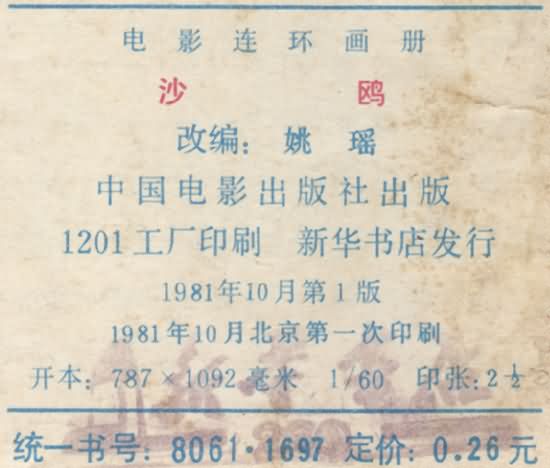 电影连环画册
沙鸥
改编：姚瑶
中国电影出版社出版
1201工厂印刷 新华书店发行
1981年10月第1版
1981年10月北京第一次印刷
开本：787×1092毫米 1/60 印张：2½
统一书号：8061·1697 定价：0.26元